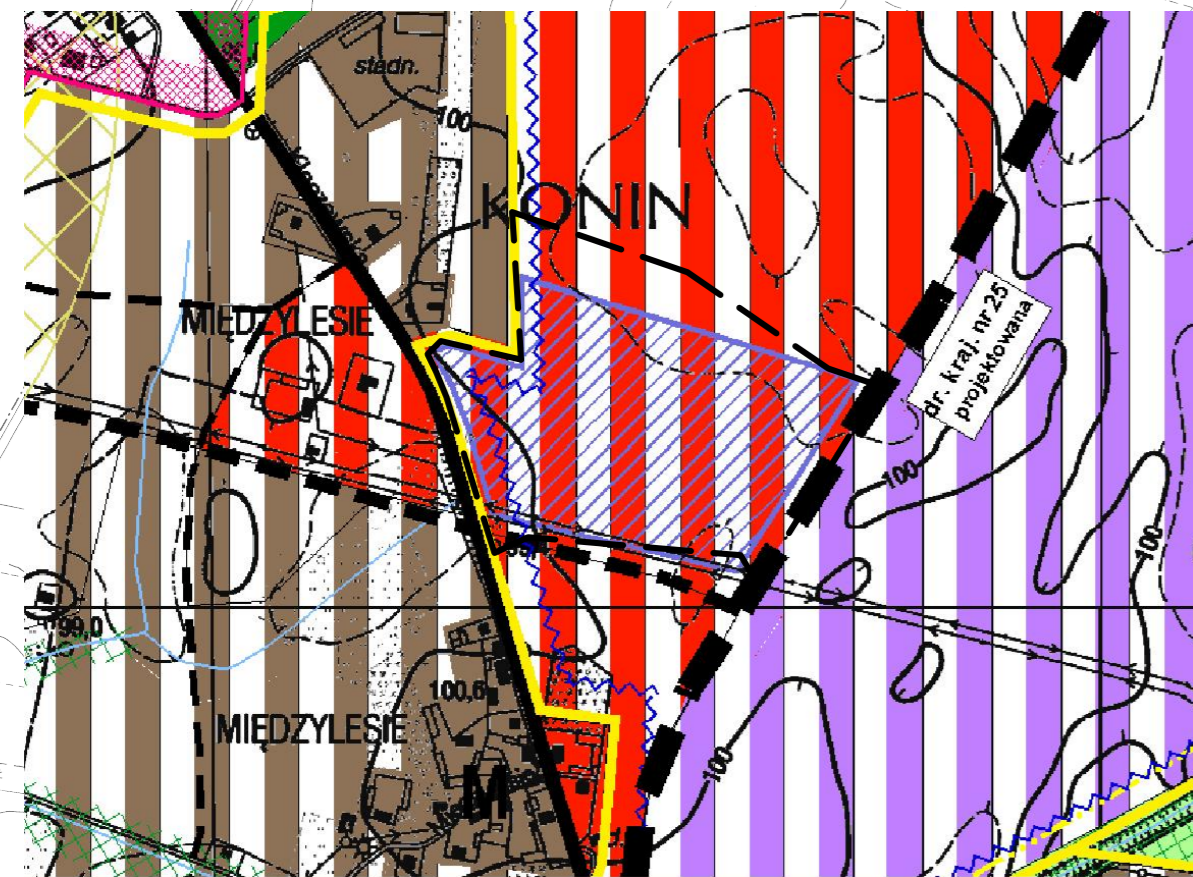 stadn.
100
KONIN
MIĘDZYLESIE
dr. kraj. nr 25
projektowana
100
100
99,0
100,6
MIĘDZYLESIE
100
M